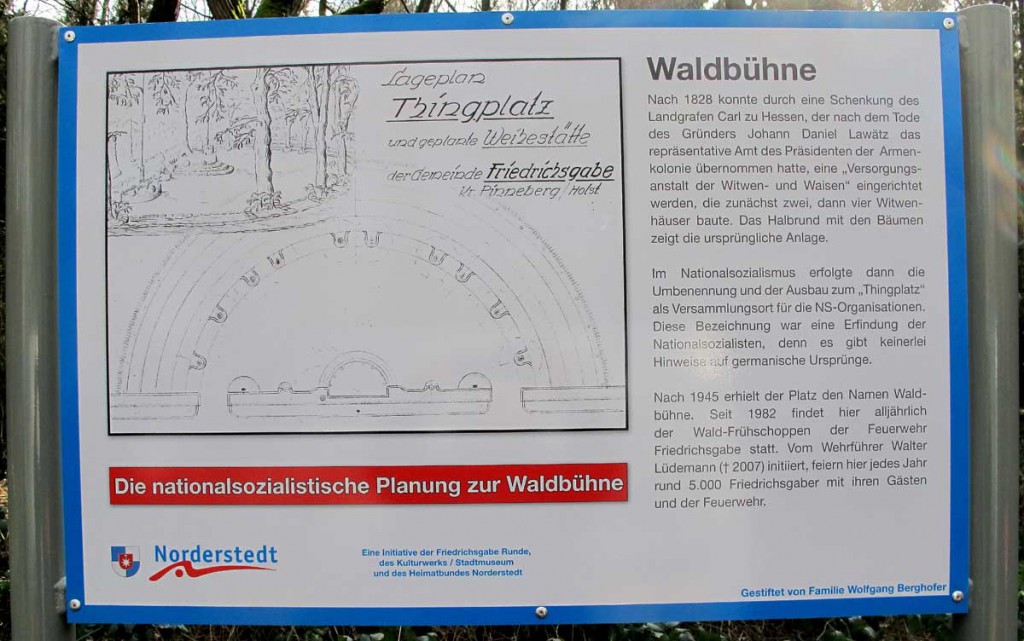 Lageplan
Thingplatz
und geplante Weihestätte
der Gemeinde Friedrichsgabe
Kr. Pinneberg / Holst
Die nationalsozialistische Planung zur Waldbühne
Norderstedt
Eine Initiative der Friedrichsgabe Runde,
des Kulturwerks / Stadtmuseum
und des Heimatbundes Norderstedt
Waldbühne
Nach 1828 konnte durch eine Schenkung des
Landgrafen Carl zu Hessen, der nach dem Tode
des Gründers Johann Daniel Lawätz das
repräsentative Amt des Präsidenten der Armen-
kolonie übernommen hatte, eine „Versorgungs-
anstalt der Witwen- und Waisen“ eingerichtet
werden, die zunächst zwei, dann vier Witwen-
häuser baute. Das Halbrund mit den Bäumen
zeigt die ursprüngliche Anlage.
Im Nationalsozialismus erfolgte dann die
Umbenennung und der Ausbau zum „Thingplatz“
als Versammlungsort für die NS-Organisationen.
Diese Bezeichnung war eine Erfindung der
Nationalsozialisten, denn es gibt keinerlei
Hinweise auf germanische Ursprünge.
Nach 1945 erhielt der Platz den Namen Wald-
bühne. Seit 1982 findet hier alljährlich
der Wald-Frühschoppen der Feuerwehr
Friedrichsgabe statt. Vom Wehrführer Walter
Lüdemann († 2007) initiiert, feiern hier jedes Jahr
rund 5.000 Friedrichsgaber mit ihren Gästen
und der Feuerwehr.
Gestiftet von Familie Wolfgang Berghofer